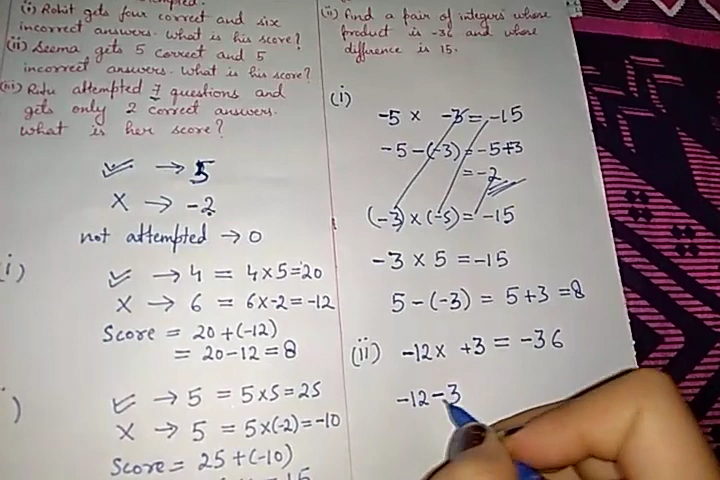 (i) Rohit gets four correct and six
incorrect answers. What is his score?
(ii) Seema gets 5 correct and 5
incorrect answers. What is his score?
(iii) Ritu attempted 7 questions and
gets only 2 correct answers.
What is her score?
✓ → 5
X → -2
not attempted → 0
i)
✓ → 4 = 4×5=20
X → 6 = 6×-2=-12
Score = 20+(-12)
= 20-12=8
)
✓ → 5 = 5×5=25
X → 5 = 5×(-2)=-10
Score = 25+(-10)
(ii) Find a pair of integers whose
product is -36 and whose
difference is 15.
(i)
-5 × -3 = -15
-5-(-3) = -5+3
= -2
(-3)×(-5)= -15
-3 × 5 = -15
5-(-3) = 5+3 =8
(ii) -12× +3 = -36
-12-3